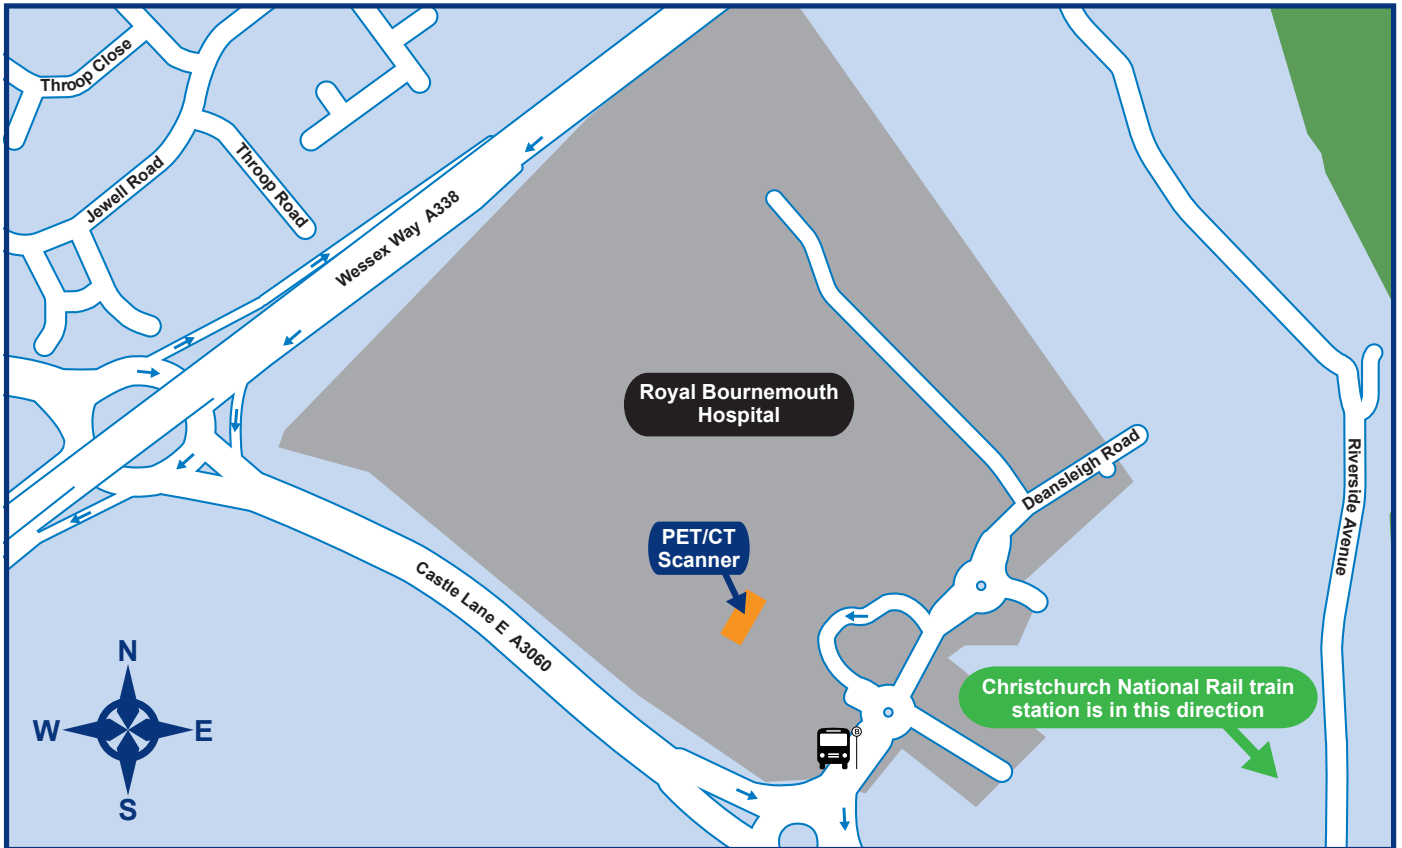 Throop Close
Throop Road
Jewell Road
Wessex Way A338
Royal Bournemouth
Hospital
Deansleigh Road
Riverside Avenue
PET/CT
Scanner
Castle Lane E A3060
N
W
E
S
Christchurch National Rail train
station is in this direction
B